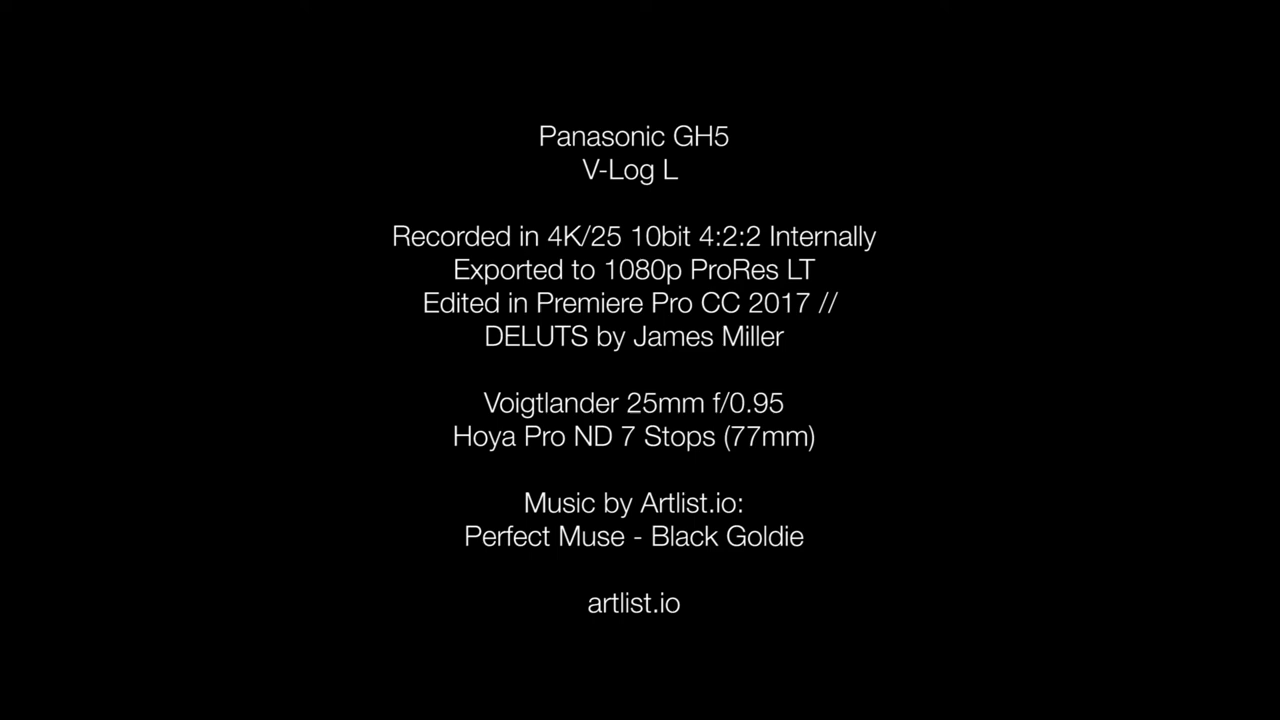 Panasonic GH5
V-Log L
Recorded in 4K/25 10bit 4:2:2 Internally
Exported to 1080p ProRes LT
Edited in Premiere Pro CC 2017 //
DELUTS by James Miller
Voigtlander 25mm f/0.95
Hoya Pro ND 7 Stops (77mm)
Music by Artlist.io:
Perfect Muse - Black Goldie
artlist.io